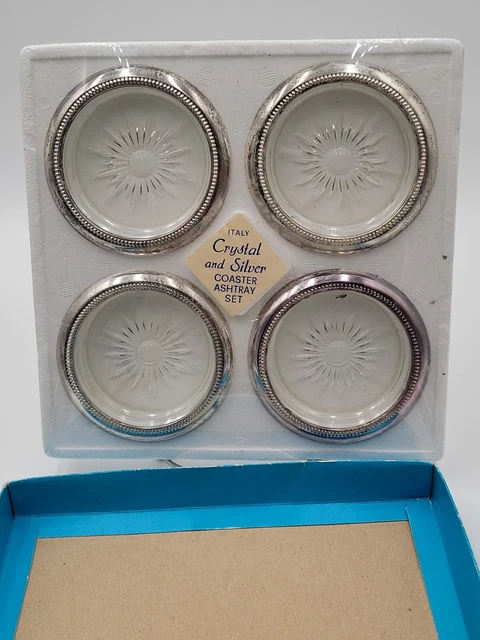 ITALY
Crystal
and Silver
COASTER
ASHTRAY
SET